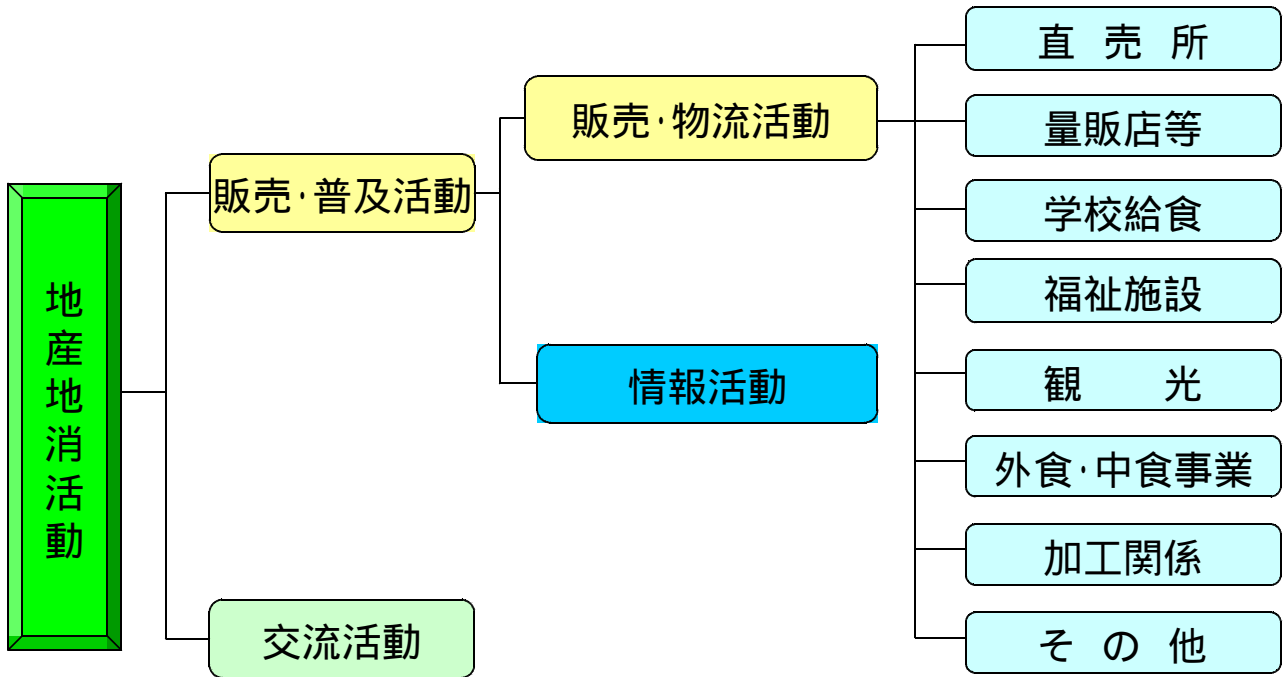 地産地消活動
販売・普及活動
交流活動
販売・物流活動
情報活動
直 売 所
量販店等
学校給食
福祉施設
観　　光
外食・中食事業
加工関係
そ の 他